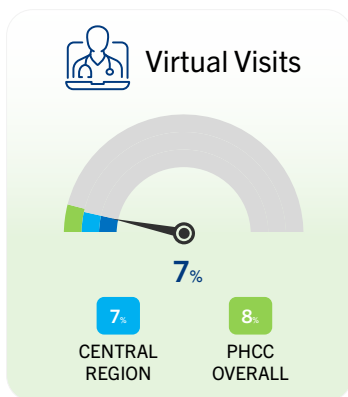 Virtual Visits
7%
7%
8%
CENTRAL
REGION
PHCC
OVERALL